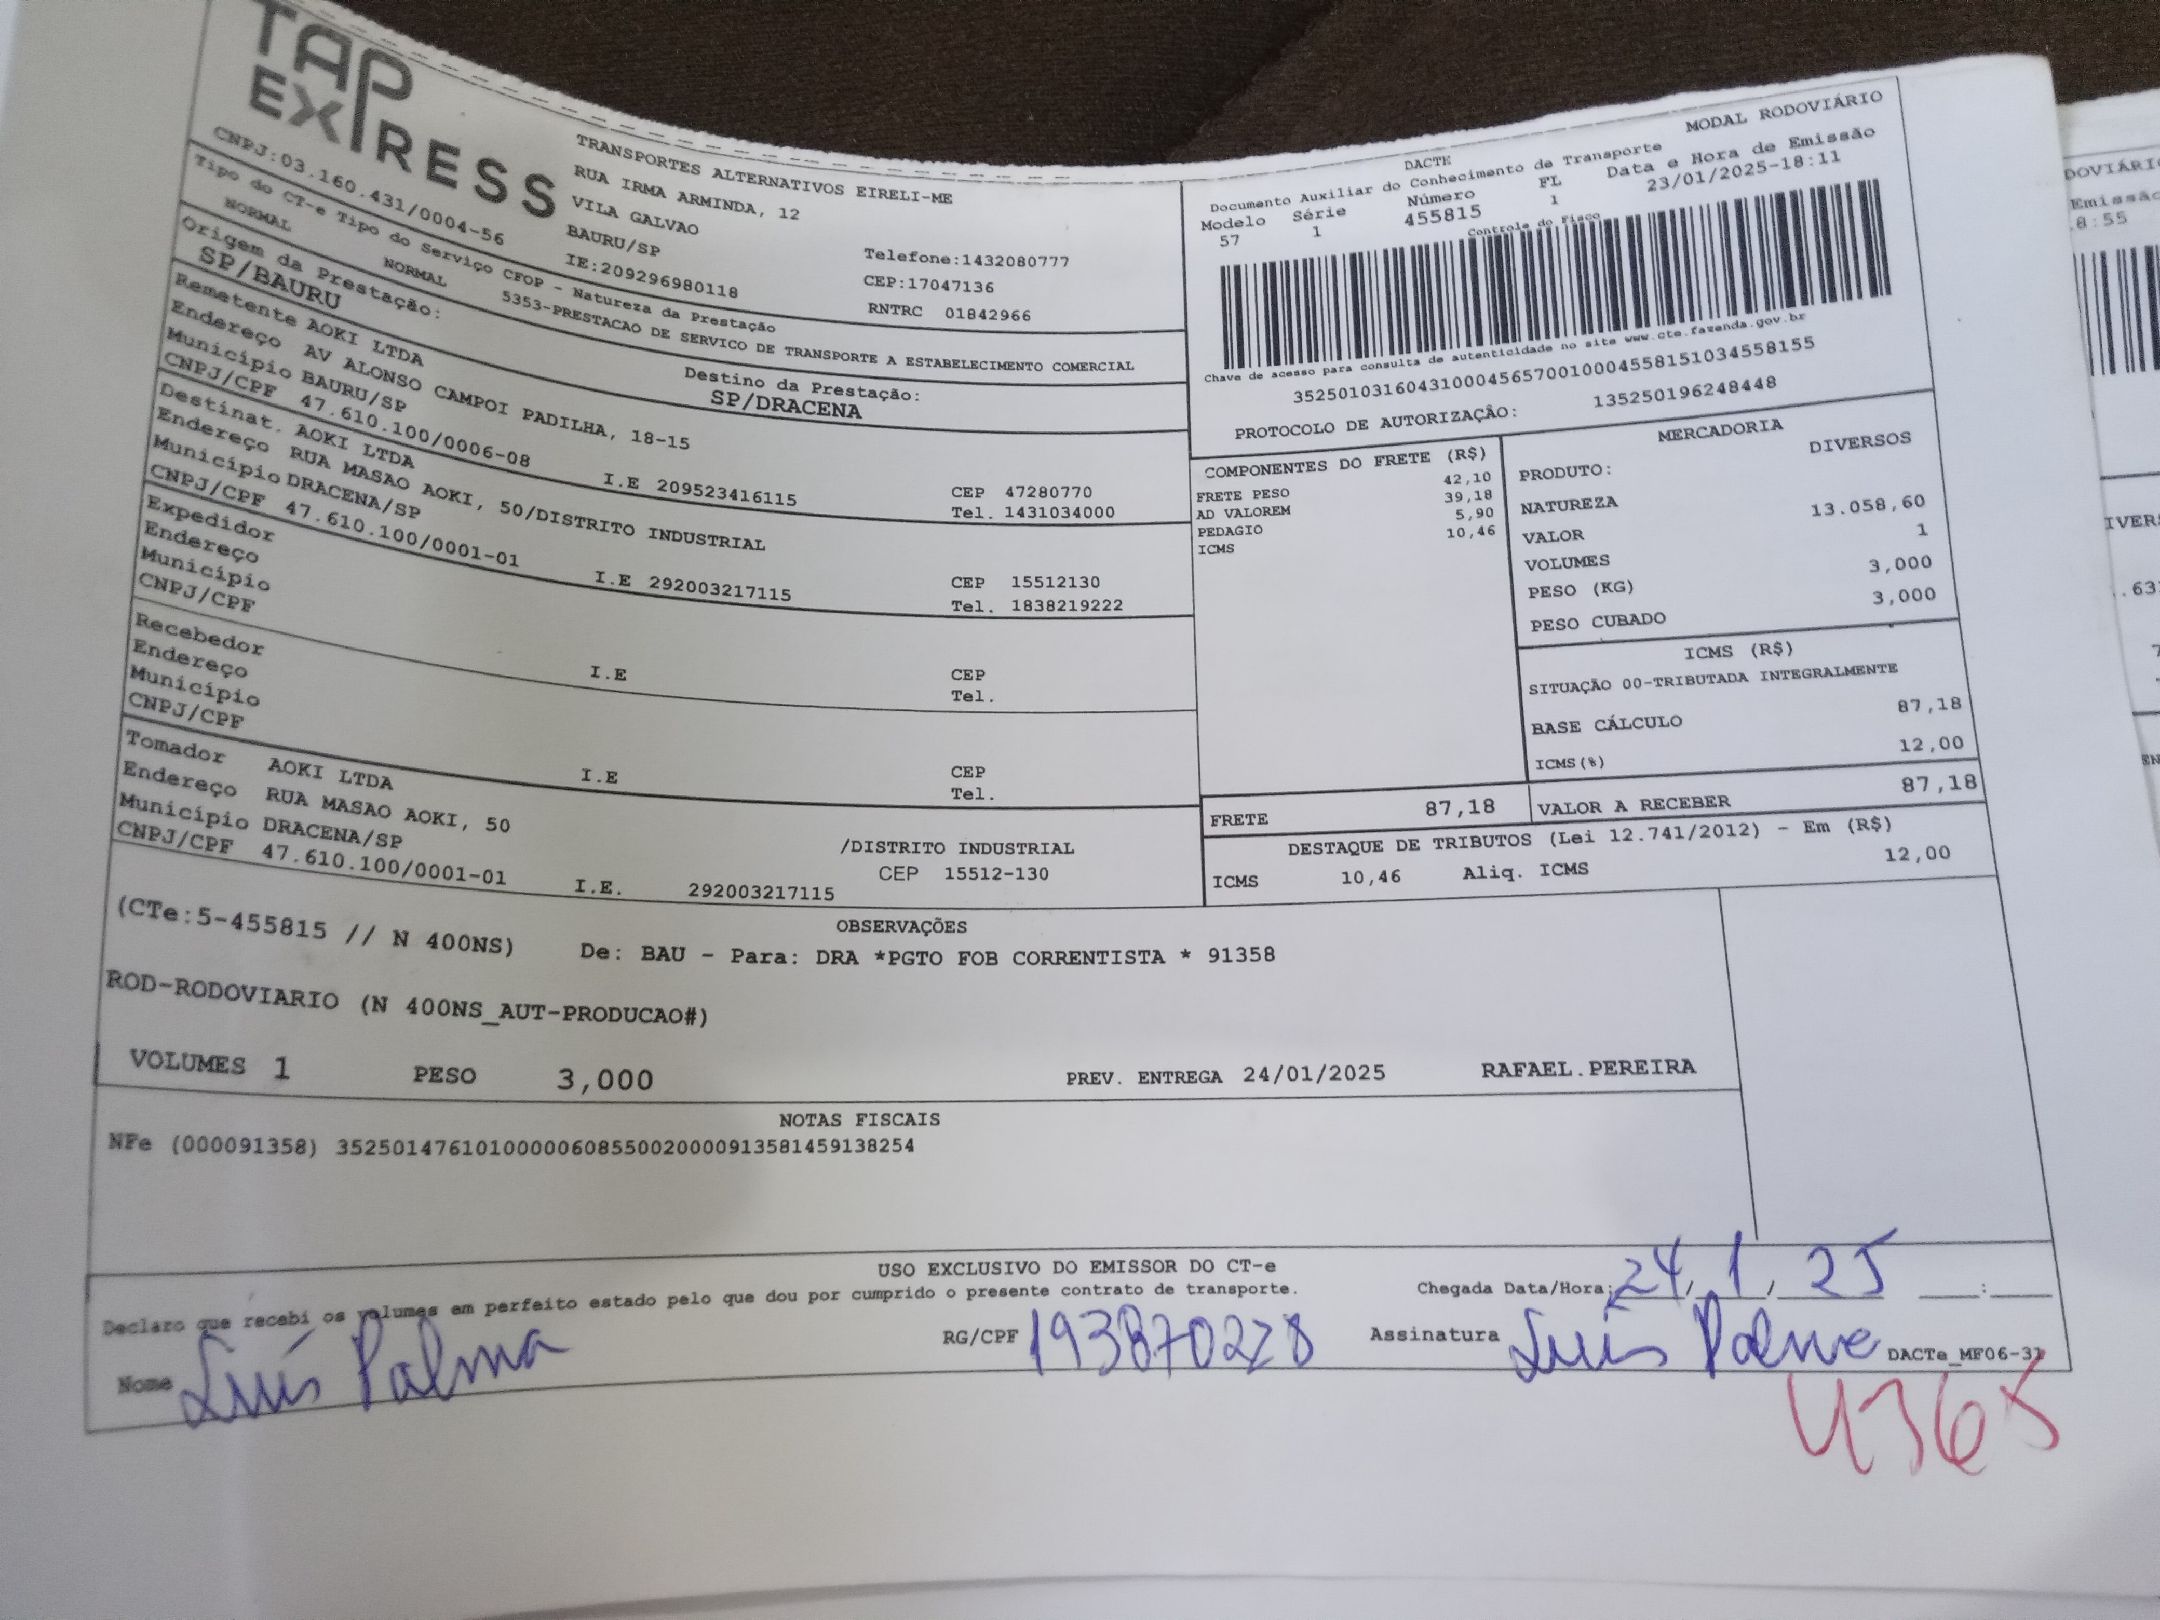 TAP
EXPRESS
CNPJ:03.160.431/0004-56
TRANSPORTES ALTERNATIVOS EIRELI-ME
RUA IRMA ARMINDA, 12
VILA GALVAO
BAURU/SP
IE:209296980118
Telefone:1432080777
CEP:17047136
RNTRC 01842966
Tipo do CT-e Tipo do Serviço CFOP - Natureza da Prestação
NORMAL NORMAL 5353-PRESTACAO DE SERVICO DE TRANSPORTE A ESTABELECIMENTO COMERCIAL
Origem da Prestação:
SP/BAURU
Destino da Prestação:
SP/DRACENA
Remetente AOKI LTDA
Endereço AV ALONSO CAMPOI PADILHA, 18-15
Município BAURU/SP CEP 47280770
CNPJ/CPF 47.610.100/0006-08 I.E 209523416115 Tel. 1431034000
Destinat. AOKI LTDA
Endereço RUA MASAO AOKI, 50/DISTRITO INDUSTRIAL
Município DRACENA/SP CEP 15512130
CNPJ/CPF 47.610.100/0001-01 I.E 292003217115 Tel. 1838219222
Expedidor
Endereço
Município CEP
CNPJ/CPF I.E Tel.
Recebedor
Endereço
Município CEP
CNPJ/CPF I.E Tel.
Tomador AOKI LTDA
Endereço RUA MASAO AOKI, 50 /DISTRITO INDUSTRIAL
Município DRACENA/SP CEP 15512-130
CNPJ/CPF 47.610.100/0001-01 I.E. 292003217115
DACTE MODAL RODOVIÁRIO
Documento Auxiliar do Conhecimento de Transporte
Modelo Série Número FL Data e Hora de Emissão
57 1 455815 1 23/01/2025-18:11
Controle do Fisco
Chave de acesso para consulta de autenticidade no site www.cte.fazenda.gov.br
35250103160431000456570010004558151034558155
PROTOCOLO DE AUTORIZAÇÃO: 135250196248448
COMPONENTES DO FRETE (R$)
FRETE PESO 42,10
AD VALOREM 39,18
PEDAGIO 5,90
ICMS 10,46
MERCADORIA
PRODUTO: DIVERSOS
NATUREZA
VALOR 13.058,60
VOLUMES 1
PESO (KG) 3,000
PESO CUBADO 3,000
ICMS (R$)
SITUAÇÃO 00-TRIBUTADA INTEGRALMENTE
BASE CÁLCULO 87,18
ICMS(%) 12,00
FRETE 87,18 VALOR A RECEBER 87,18
DESTAQUE DE TRIBUTOS (Lei 12.741/2012) - Em (R$)
ICMS 10,46 Aliq. ICMS 12,00
OBSERVAÇÕES
(CTe:5-455815 // N 400NS) De: BAU - Para: DRA *PGTO FOB CORRENTISTA * 91358
ROD-RODOVIARIO (N 400NS_AUT-PRODUCAO#)
VOLUMES 1 PESO 3,000 PREV. ENTREGA 24/01/2025 RAFAEL.PEREIRA
NOTAS FISCAIS
NFe (000091358) 35250147610100000608550020000913581459138254
USO EXCLUSIVO DO EMISSOR DO CT-e
Declaro que recebi os volumes em perfeito estado pelo que dou por cumprido o presente contrato de transporte.
Chegada Data/Hora: 24/1/25 :
Nome Luís Palma RG/CPF 193870228 Assinatura Luís Palma DACTe_MF06-31
4365
DOVIÁRIO
Emissão
8:55